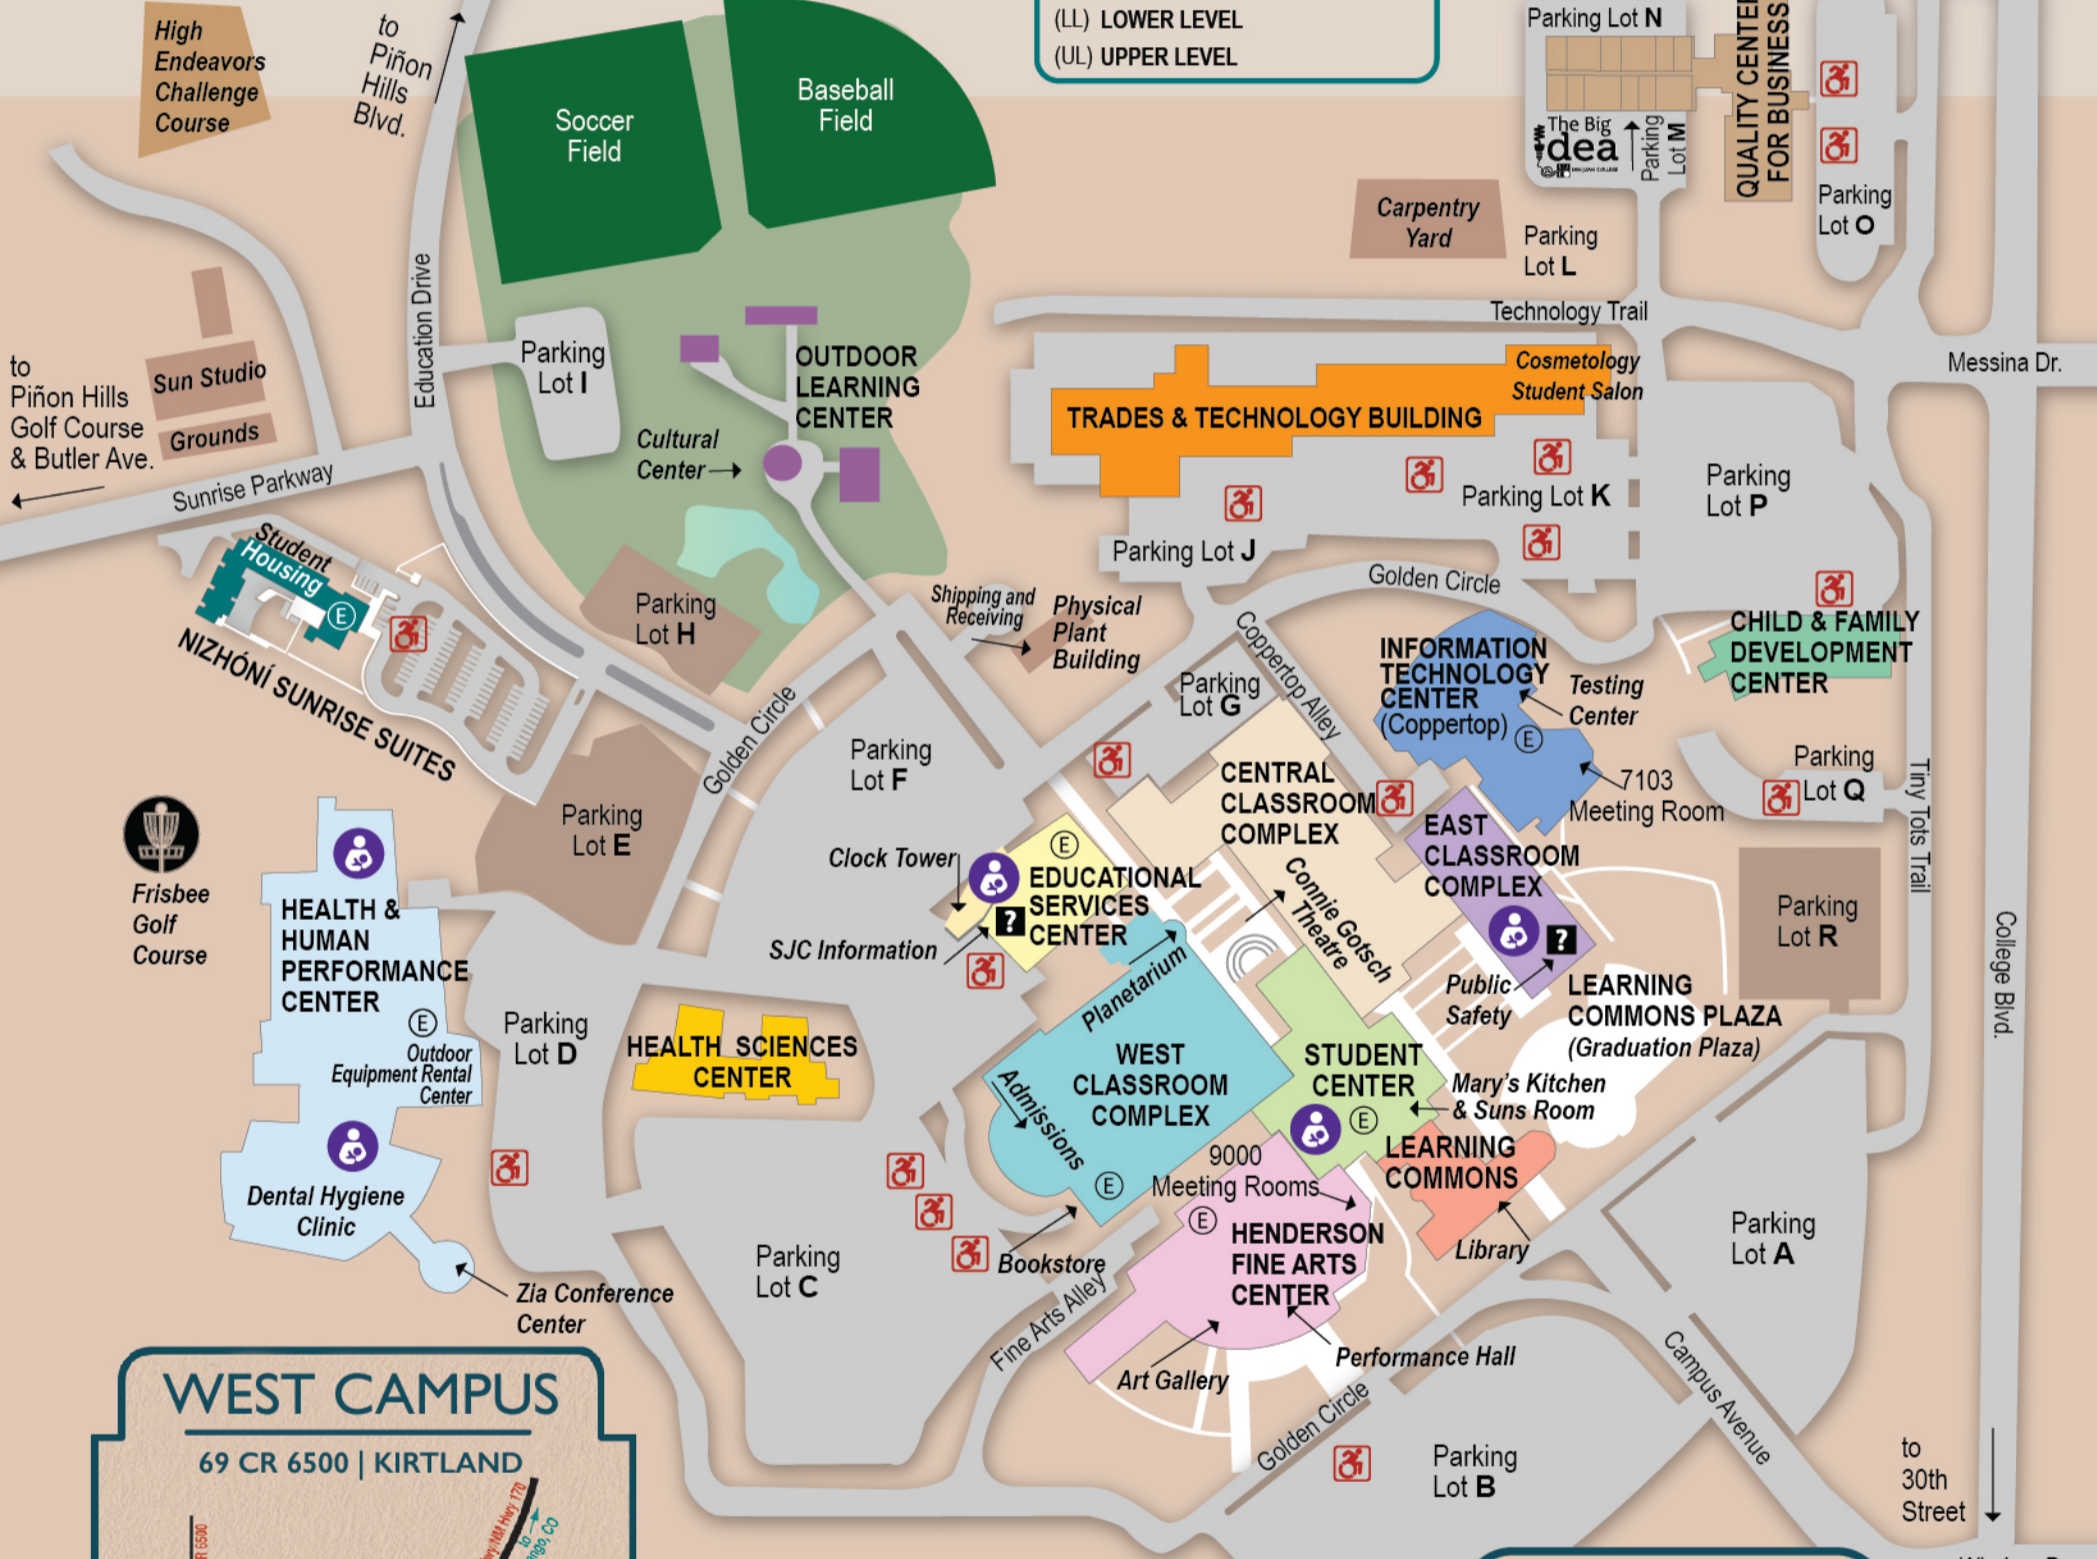 High
Endeavors
Challenge
Course
to
Piñon
Hills
Blvd.
Soccer
Field
Baseball
Field
(LL) LOWER LEVEL
(UL) UPPER LEVEL
Parking Lot N
The Big
Idea
SAN JUAN COLLEGE
Parking
Lot M
QUALITY CENTER
FOR BUSINESS
Parking
Lot O
Carpentry
Yard
Parking
Lot L
Technology Trail
Messina Dr.
Education Drive
Parking
Lot I
OUTDOOR
LEARNING
CENTER
Cultural
Center
to
Piñon Hills
Golf Course
& Butler Ave.
Sun Studio
Grounds
Sunrise Parkway
Cosmetology
Student Salon
TRADES & TECHNOLOGY BUILDING
Parking Lot K
Parking
Lot P
Parking Lot J
Golden Circle
Student
Housing
E
NIZHÓNÍ SUNRISE SUITES
Parking
Lot H
Shipping and
Receiving
Physical
Plant
Building
Coppertop Alley
Parking
Lot G
INFORMATION
TECHNOLOGY
CENTER
(Coppertop)
E
Testing
Center
7103
Meeting Room
CHILD & FAMILY
DEVELOPMENT
CENTER
Parking
Lot Q
Tiny Tots Trail
Golden Circle
Parking
Lot F
Parking
Lot E
Frisbee
Golf
Course
CENTRAL
CLASSROOM
COMPLEX
EAST
CLASSROOM
COMPLEX
Connie Gotsch
Theatre
Clock Tower
E
EDUCATIONAL
SERVICES
CENTER
?
SJC Information
?
Public
Safety
LEARNING
COMMONS PLAZA
(Graduation Plaza)
Parking
Lot R
College Blvd.
HEALTH &
HUMAN
PERFORMANCE
CENTER
E
Outdoor
Equipment Rental
Center
Dental Hygiene
Clinic
Zia Conference
Center
Parking
Lot D
HEALTH SCIENCES
CENTER
Planetarium
WEST
CLASSROOM
COMPLEX
Admissions
E
Bookstore
STUDENT
CENTER
E
Mary's Kitchen
& Suns Room
LEARNING
COMMONS
Library
9000
Meeting Rooms
E
HENDERSON
FINE ARTS
CENTER
Art Gallery
Performance Hall
Parking
Lot C
Fine Arts Alley
Golden Circle
Parking
Lot A
Campus Avenue
Parking
Lot B
to
30th
Street
WEST CAMPUS
69 CR 6500 | KIRTLAND
R 6500
wy/NM Hwy 170
to
ango, CO